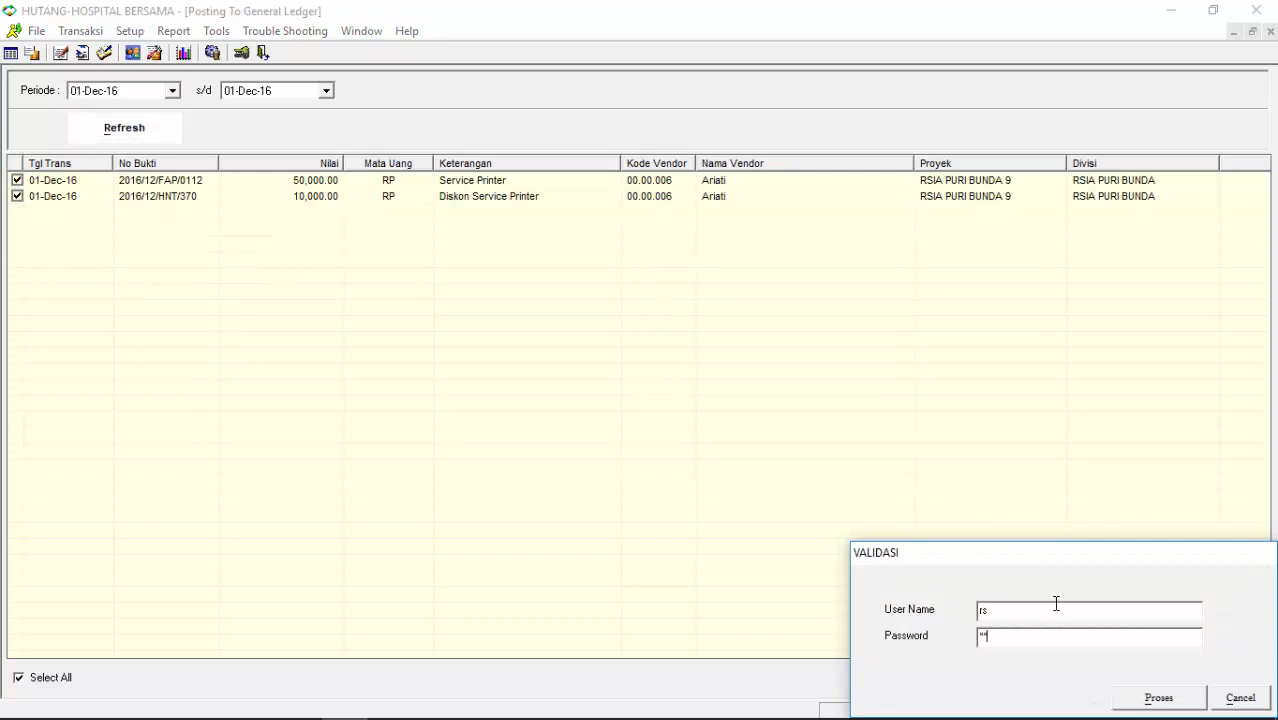 HUTANG-HOSPITAL BERSAMA - [Posting To General Ledger]
File Transaksi Setup Report Tools Trouble Shooting Window Help
Periode : 01-Dec-16 s/d 01-Dec-16
Refresh
Tgl Trans No Bukti Nilai Mata Uang Keterangan Kode Vendor Nama Vendor Proyek Divisi
01-Dec-16 2016/12/FAP/0112 50,000.00 RP Service Printer 00.00.006 Ariati RSIA PURI BUNDA 9 RSIA PURI BUNDA
01-Dec-16 2016/12/HNT/370 10,000.00 RP Diskon Service Printer 00.00.006 Ariati RSIA PURI BUNDA 9 RSIA PURI BUNDA
VALIDASI
User Name rs
Password **
Select All
Proses Cancel